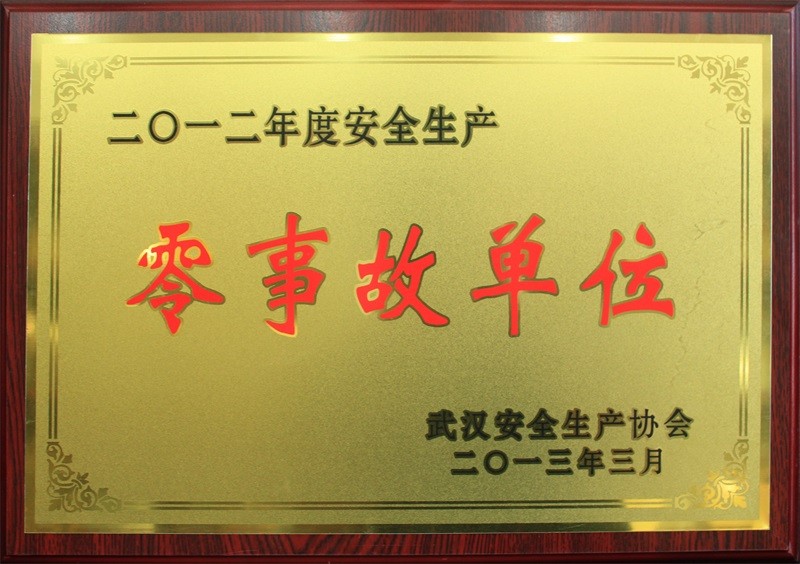 二〇一二年度安全生产
零事故单位
武汉安全生产协会
二〇一三年三月